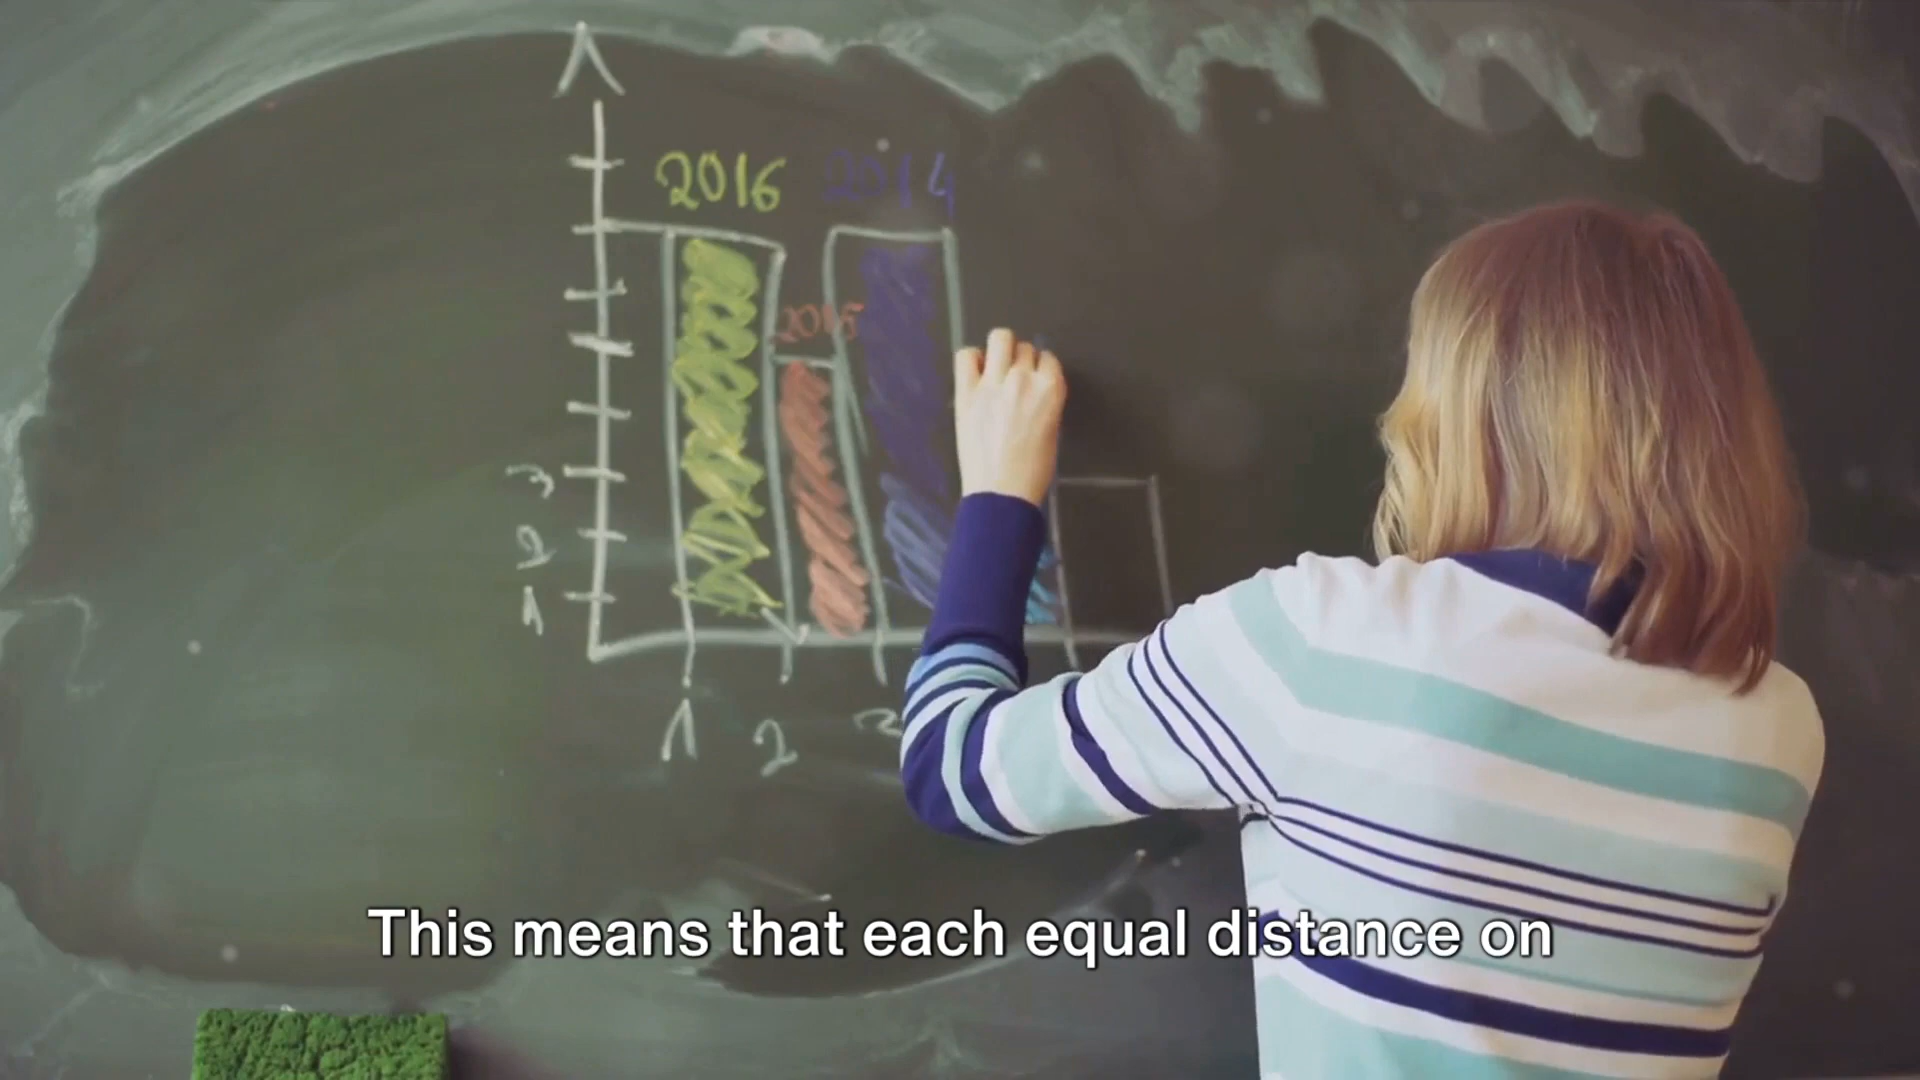 2016 2014
2015
3
2
1
1 2 3
This means that each equal distance on